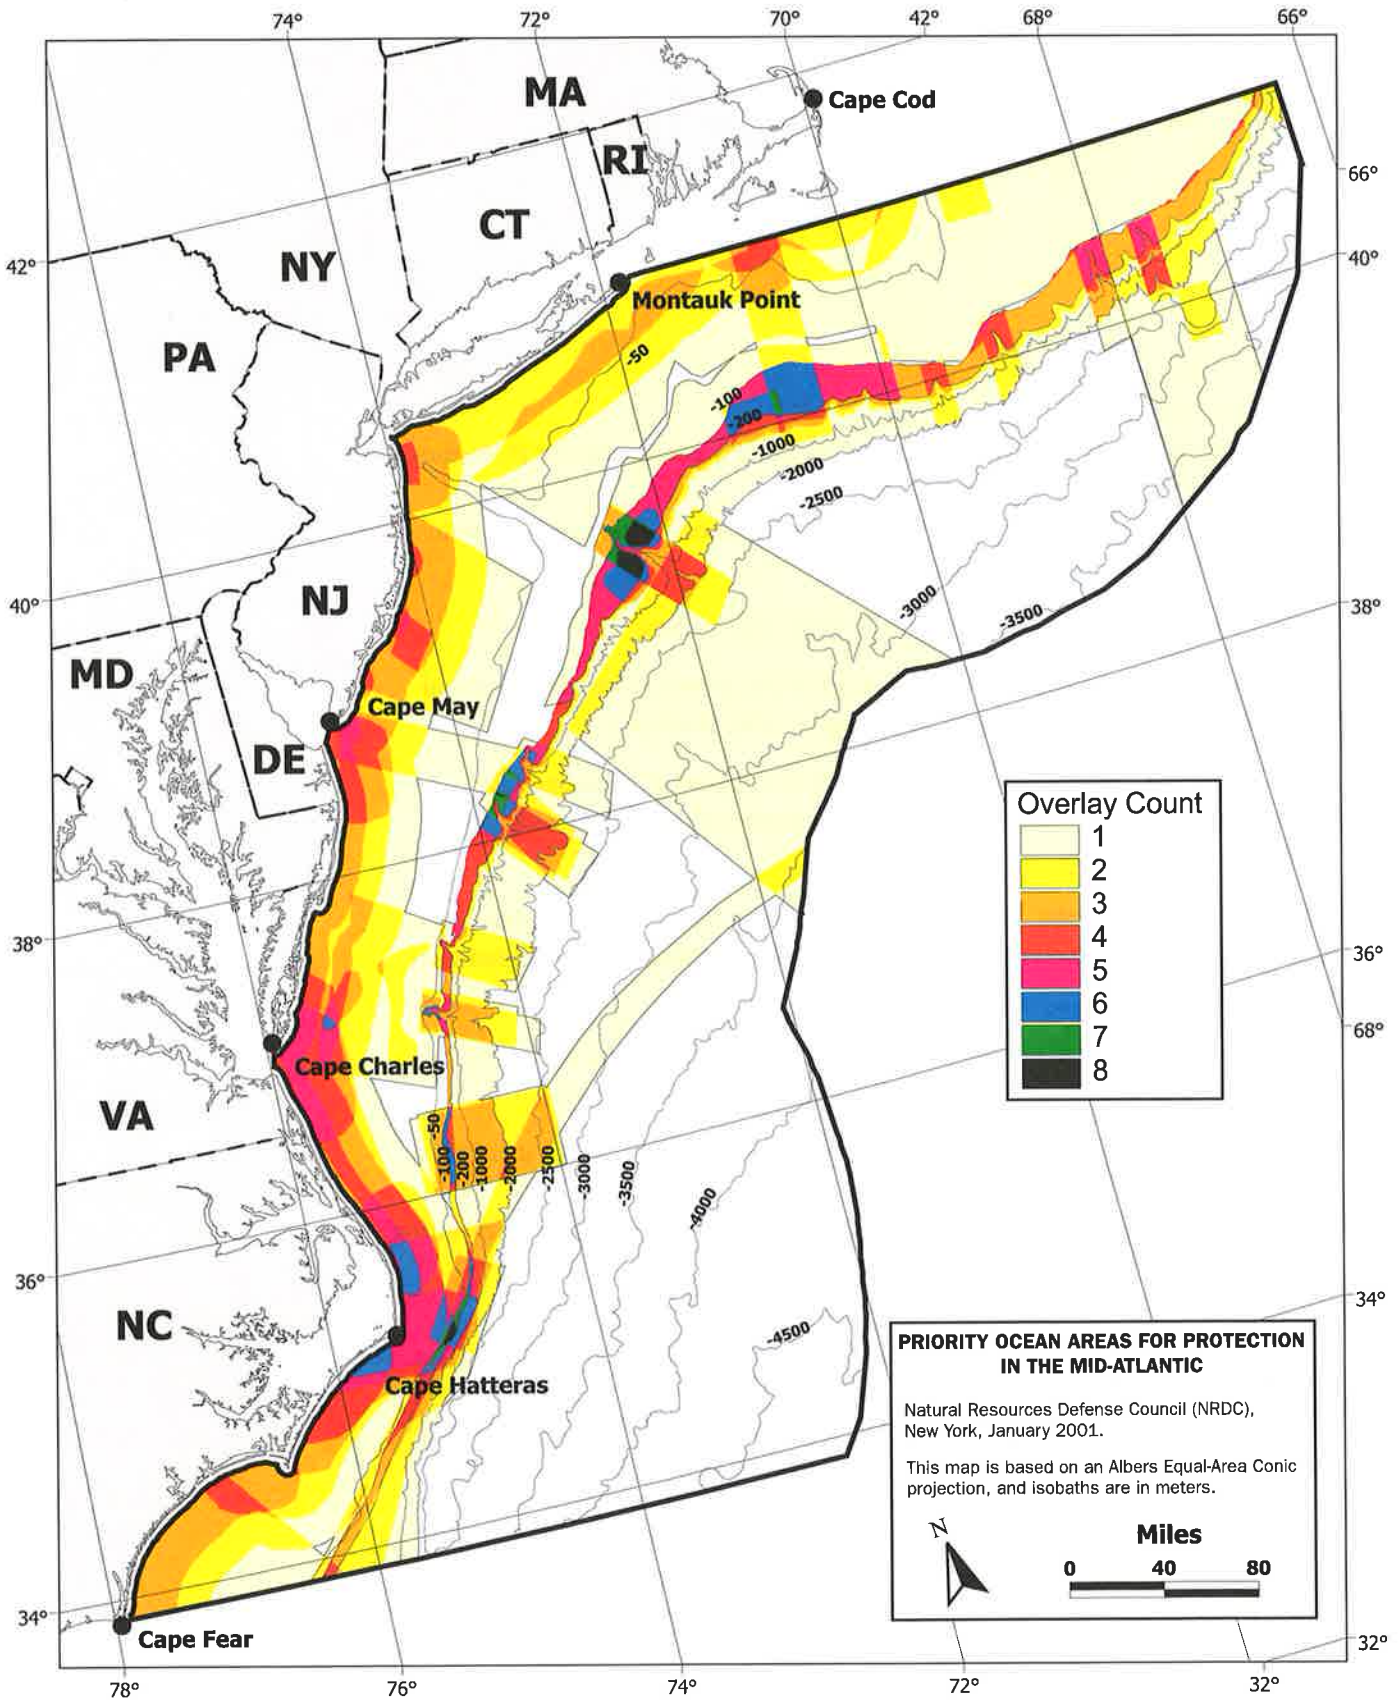 74°
72°
70°
42°
68°
66°
MA
Cape Cod
RI
66°
CT
42°
NY
40°
Montauk Point
PA
-50
-100
-200
-1000
-2000
-2500
40°
NJ
-3000
-3500
38°
MD
Cape May
DE
Overlay Count
1
2
3
4
5
6
7
8
38°
36°
68°
Cape Charles
VA
-50
-100
-200
-1000
-2000
-2500
-3000
-3500
-4000
36°
34°
NC
-4500
Cape Hatteras
PRIORITY OCEAN AREAS FOR PROTECTION
IN THE MID-ATLANTIC
Natural Resources Defense Council (NRDC),
New York, January 2001.
This map is based on an Albers Equal-Area Conic
projection, and isobaths are in meters.
N
Miles
0 40 80
34°
Cape Fear
32°
78°
76°
74°
72°
32°